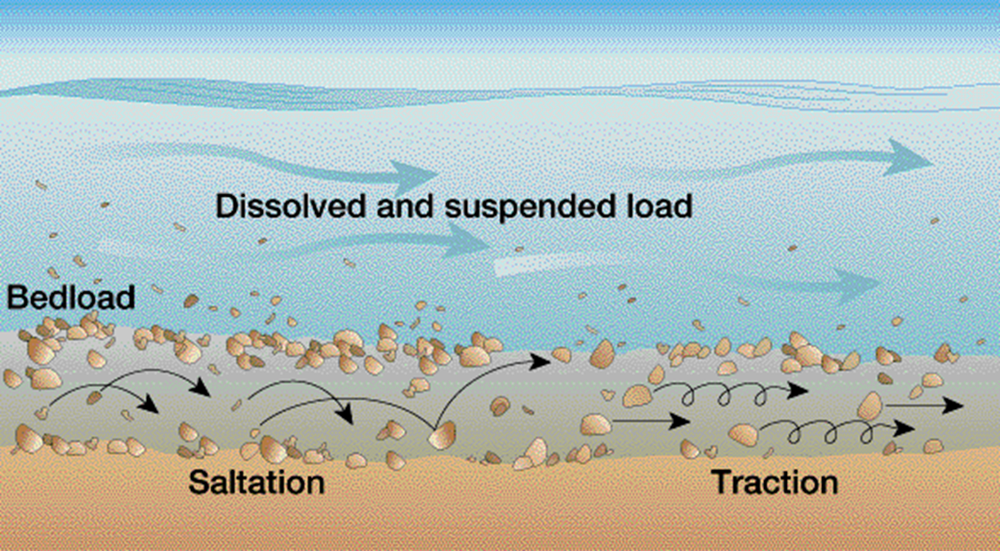 Dissolved and suspended load
Bedload
Saltation
Traction